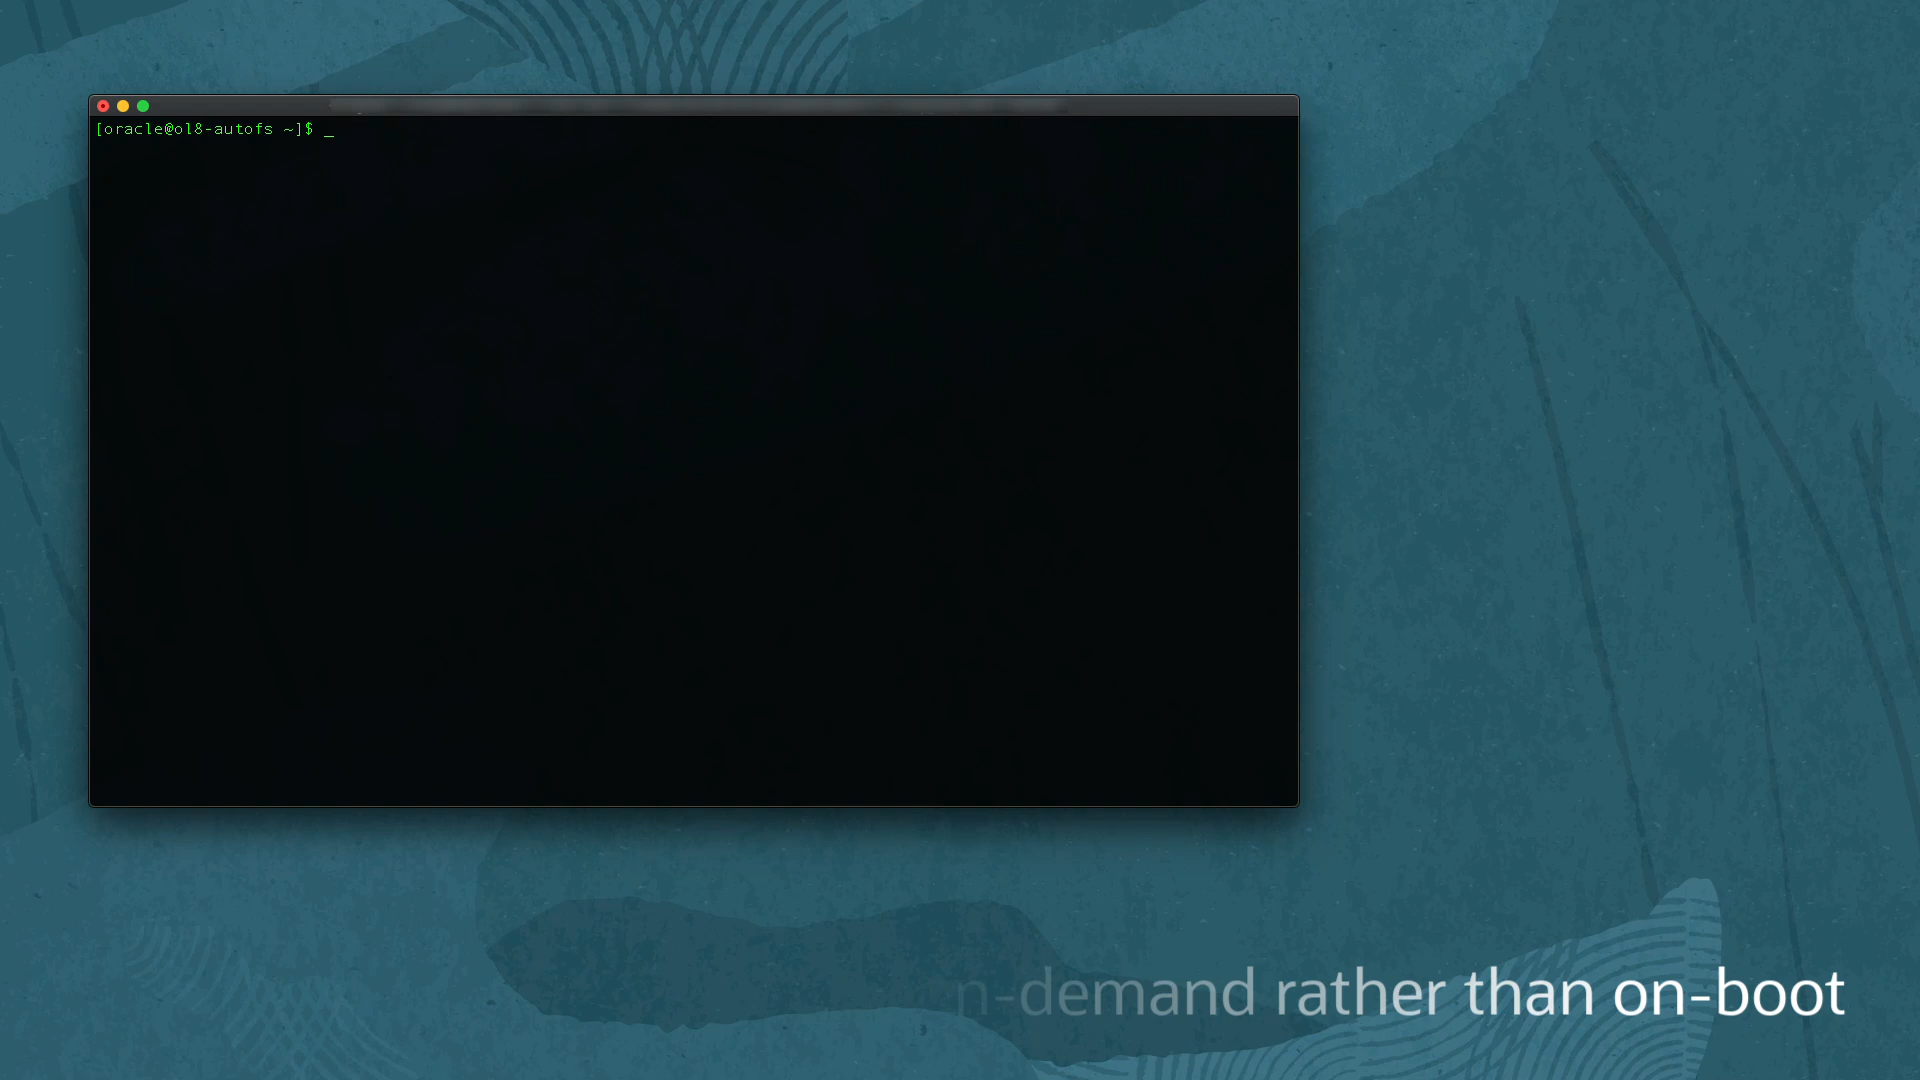 [oracle@ol8-autofs ~]$ _
n-demand rather than on-boot